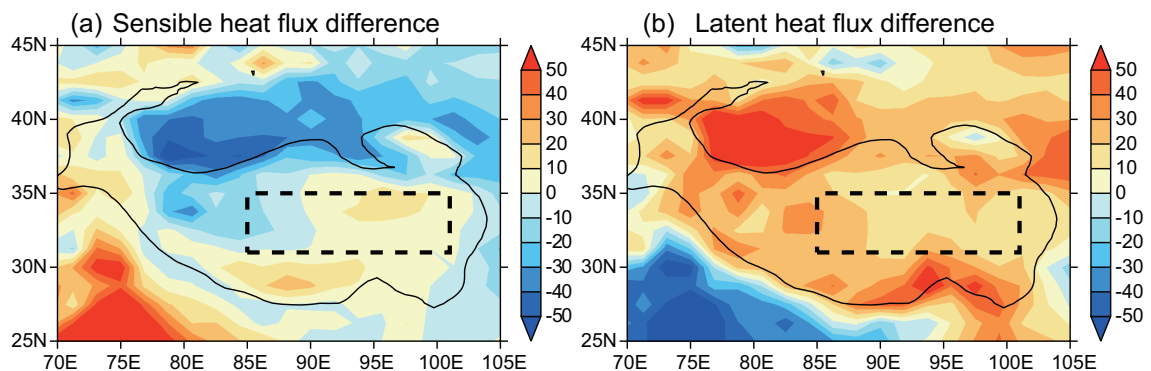 (a) Sensible heat flux difference
45N
40N
35N
30N
25N
70E 75E 80E 85E 90E 95E 100E 105E
50
40
30
20
10
0
-10
-20
-30
-40
-50
(b) Latent heat flux difference
45N
40N
35N
30N
25N
70E 75E 80E 85E 90E 95E 100E 105E
50
40
30
20
10
0
-10
-20
-30
-40
-50